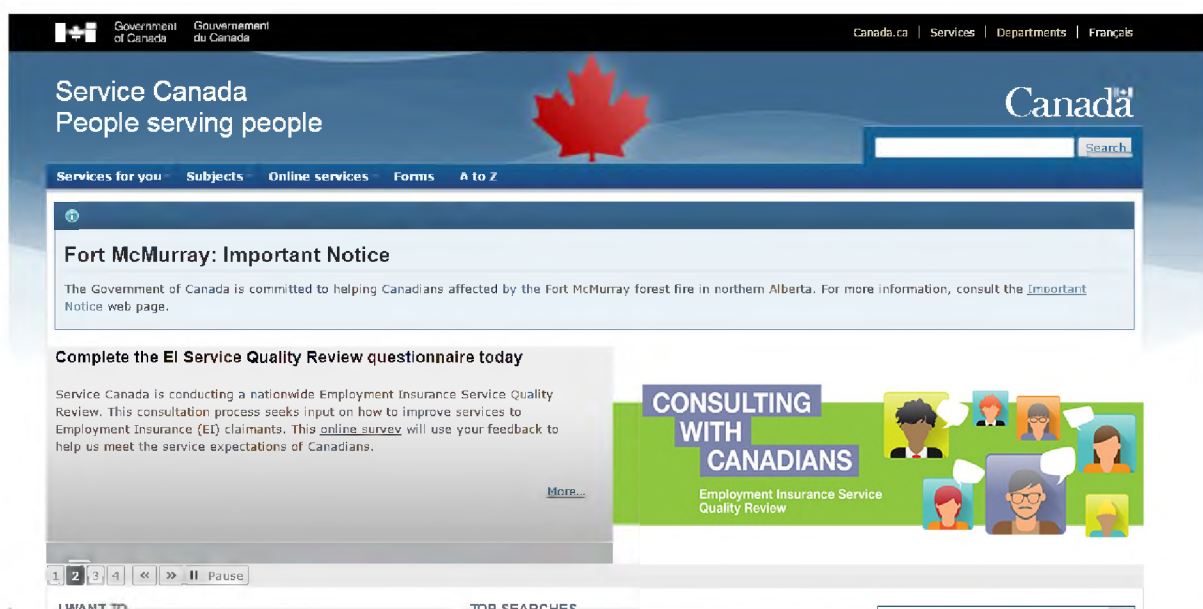 Government of Canada
Gouvernement du Canada
Canada.ca | Services | Departments | Français
Service Canada
People serving people
Canada
Search
Services for you Subjects Online services Forms A to Z
Fort McMurray: Important Notice
The Government of Canada is committed to helping Canadians affected by the Fort McMurray forest fire in northern Alberta. For more information, consult the Important
Notice web page.
Complete the EI Service Quality Review questionnaire today
Service Canada is conducting a nationwide Employment Insurance Service Quality
Review. This consultation process seeks input on how to improve services to
Employment Insurance (EI) claimants. This online survey will use your feedback to
help us meet the service expectations of Canadians.
More...
CONSULTING
WITH
CANADIANS
Employment Insurance Service
Quality Review
1 2 3 4 « » Pause
I WANT TO
TOP SEARCHES